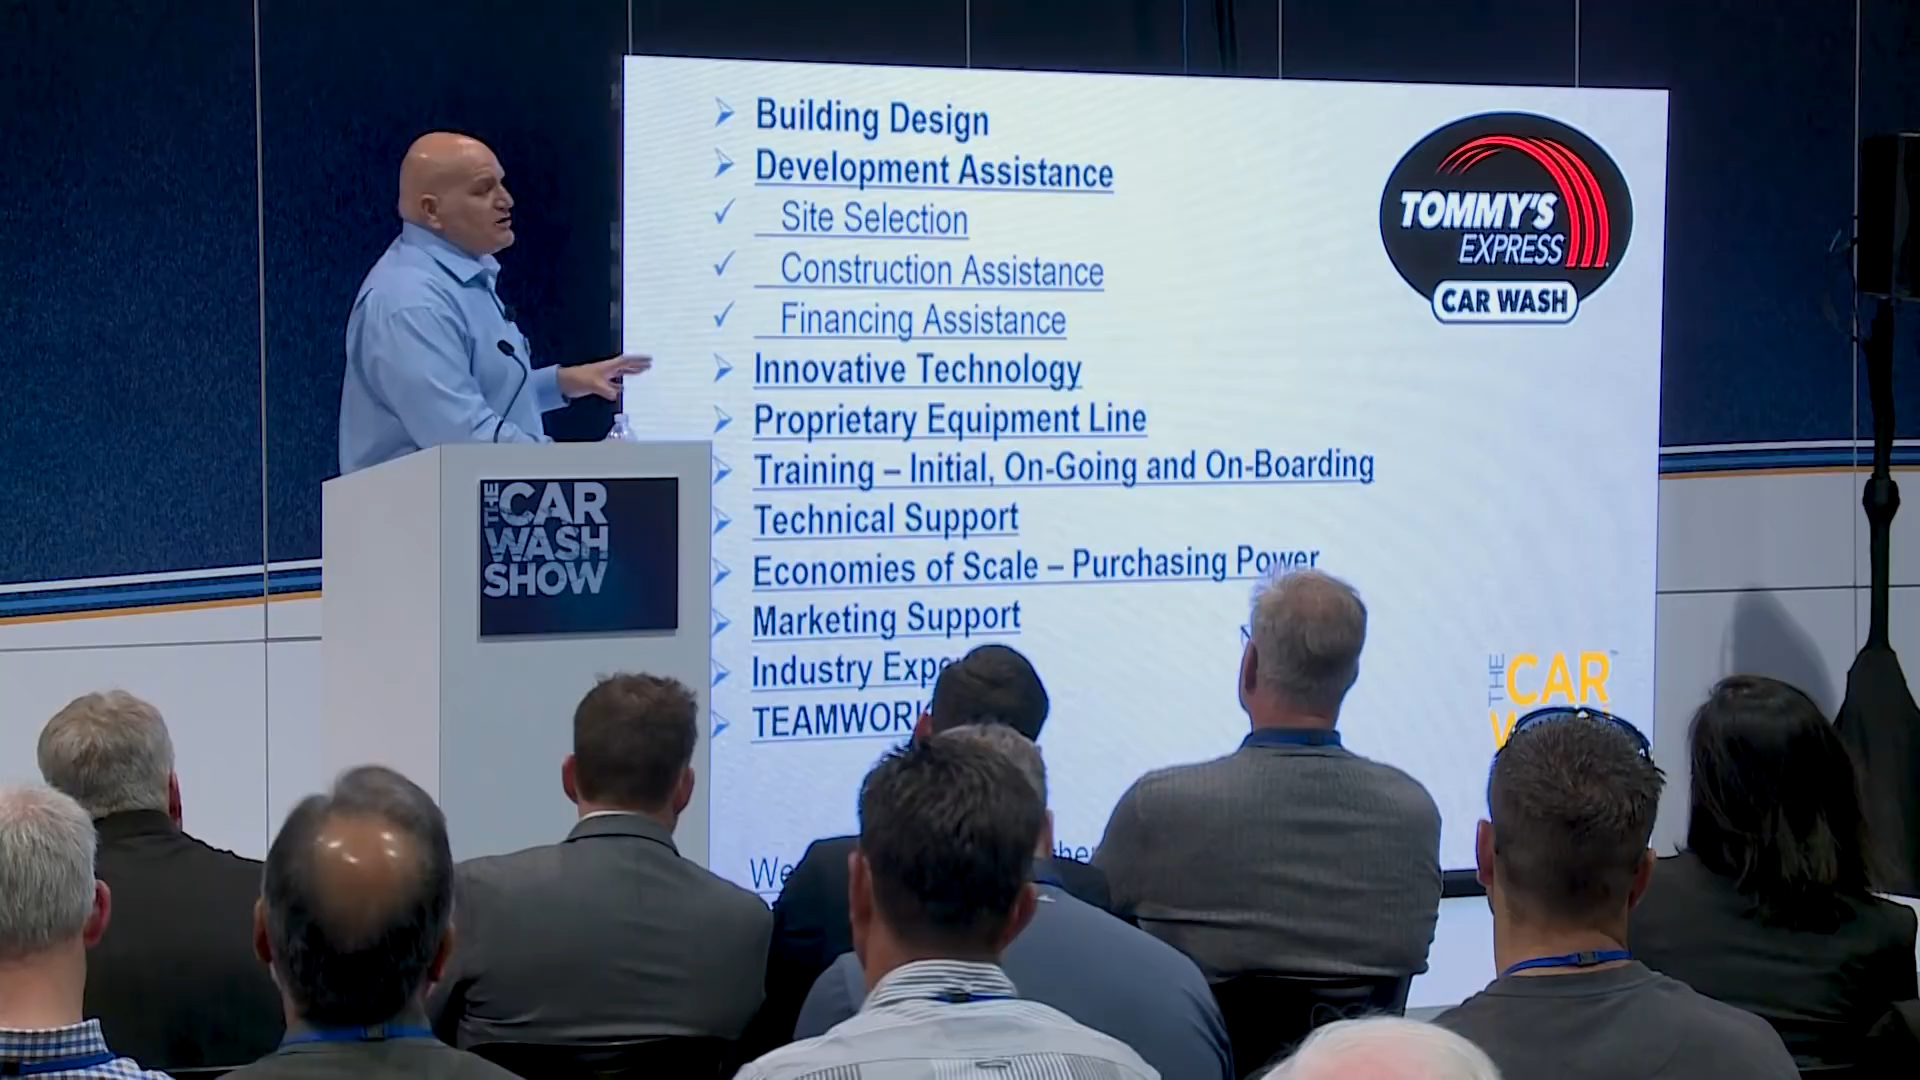 Building Design
Development Assistance
Site Selection
Construction Assistance
Financing Assistance
Innovative Technology
Proprietary Equipment Line
Training – Initial, On-Going and On-Boarding
Technical Support
Economies of Scale – Purchasing Power
Marketing Support
Industry
TEAMWORK
We
TOMMY'S
EXPRESS
CAR WASH
THE
CAR
THE
CAR
WASH
SHOW